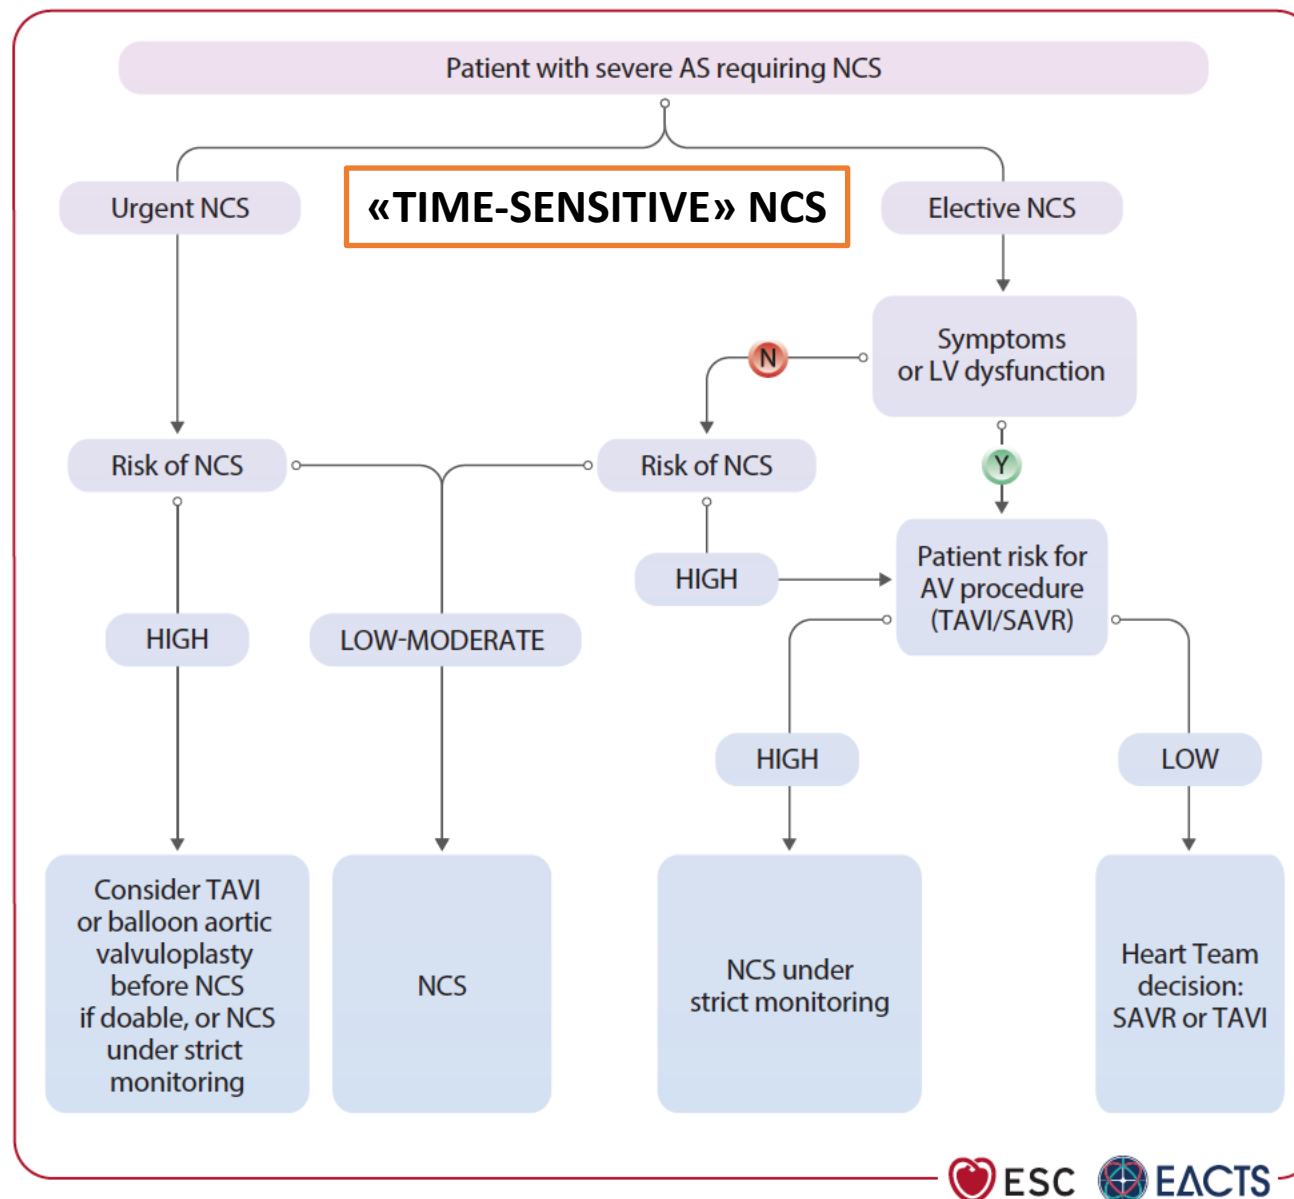 Patient with severe AS requiring NCS
Urgent NCS
«TIME-SENSITIVE» NCS
Elective NCS
Symptoms
or LV dysfunction
N
Y
Risk of NCS
Risk of NCS
HIGH
Patient risk for
AV procedure
(TAVI/SAVR)
HIGH
LOW-MODERATE
HIGH
LOW
Consider TAVI
or balloon aortic
valvuloplasty
before NCS
if doable, or NCS
under strict
monitoring
NCS
NCS under
strict monitoring
Heart Team
decision:
SAVR or TAVI
ESC
EACTS